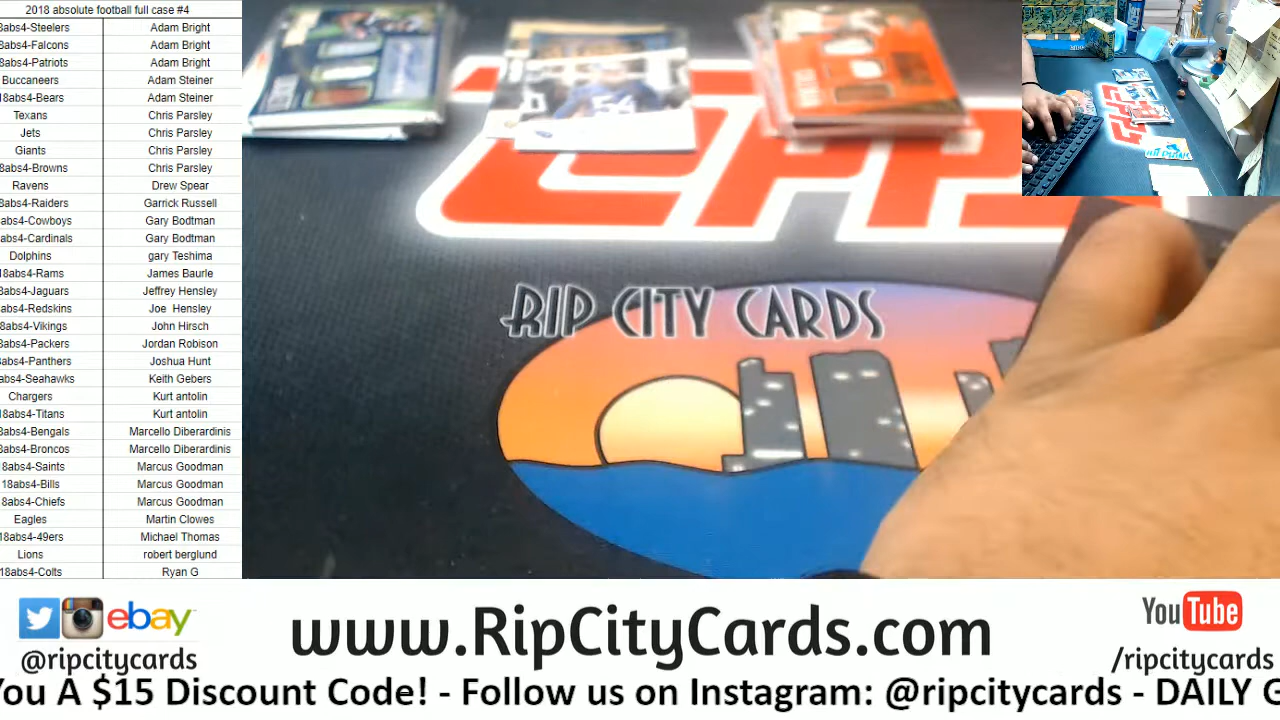 2018 absolute football full case #4
8abs4-Steelers Adam Bright
8abs4-Falcons Adam Bright
8abs4-Patriots Adam Bright
Buccaneers Adam Steiner
18abs4-Bears Adam Steiner
Texans Chris Parsley
Jets Chris Parsley
Giants Chris Parsley
8abs4-Browns Chris Parsley
Ravens Drew Spear
8abs4-Raiders Garrick Russell
abs4-Cowboys Gary Bodtman
abs4-Cardinals Gary Bodtman
Dolphins gary Teshima
18abs4-Rams James Baurle
8abs4-Jaguars Jeffrey Hensley
abs4-Redskins Joe Hensley
8abs4-Vikings John Hirsch
8abs4-Packers Jordan Robison
8abs4-Panthers Joshua Hunt
abs4-Seahawks Keith Gebers
Chargers Kurt antolin
18abs4-Titans Kurt antolin
8abs4-Bengals Marcello Diberardinis
8abs4-Broncos Marcello Diberardinis
8abs4-Saints Marcus Goodman
18abs4-Bills Marcus Goodman
8abs4-Chiefs Marcus Goodman
Eagles Martin Clowes
18abs4-49ers Michael Thomas
Lions robert berglund
18abs4-Colts Ryan G
54
RIP CITY CARDS
ebay
@ripcitycards
www.RipCityCards.com
YouTube
/ripcitycards
You A $15 Discount Code! - Follow us on Instagram: @ripcitycards - DAILY G